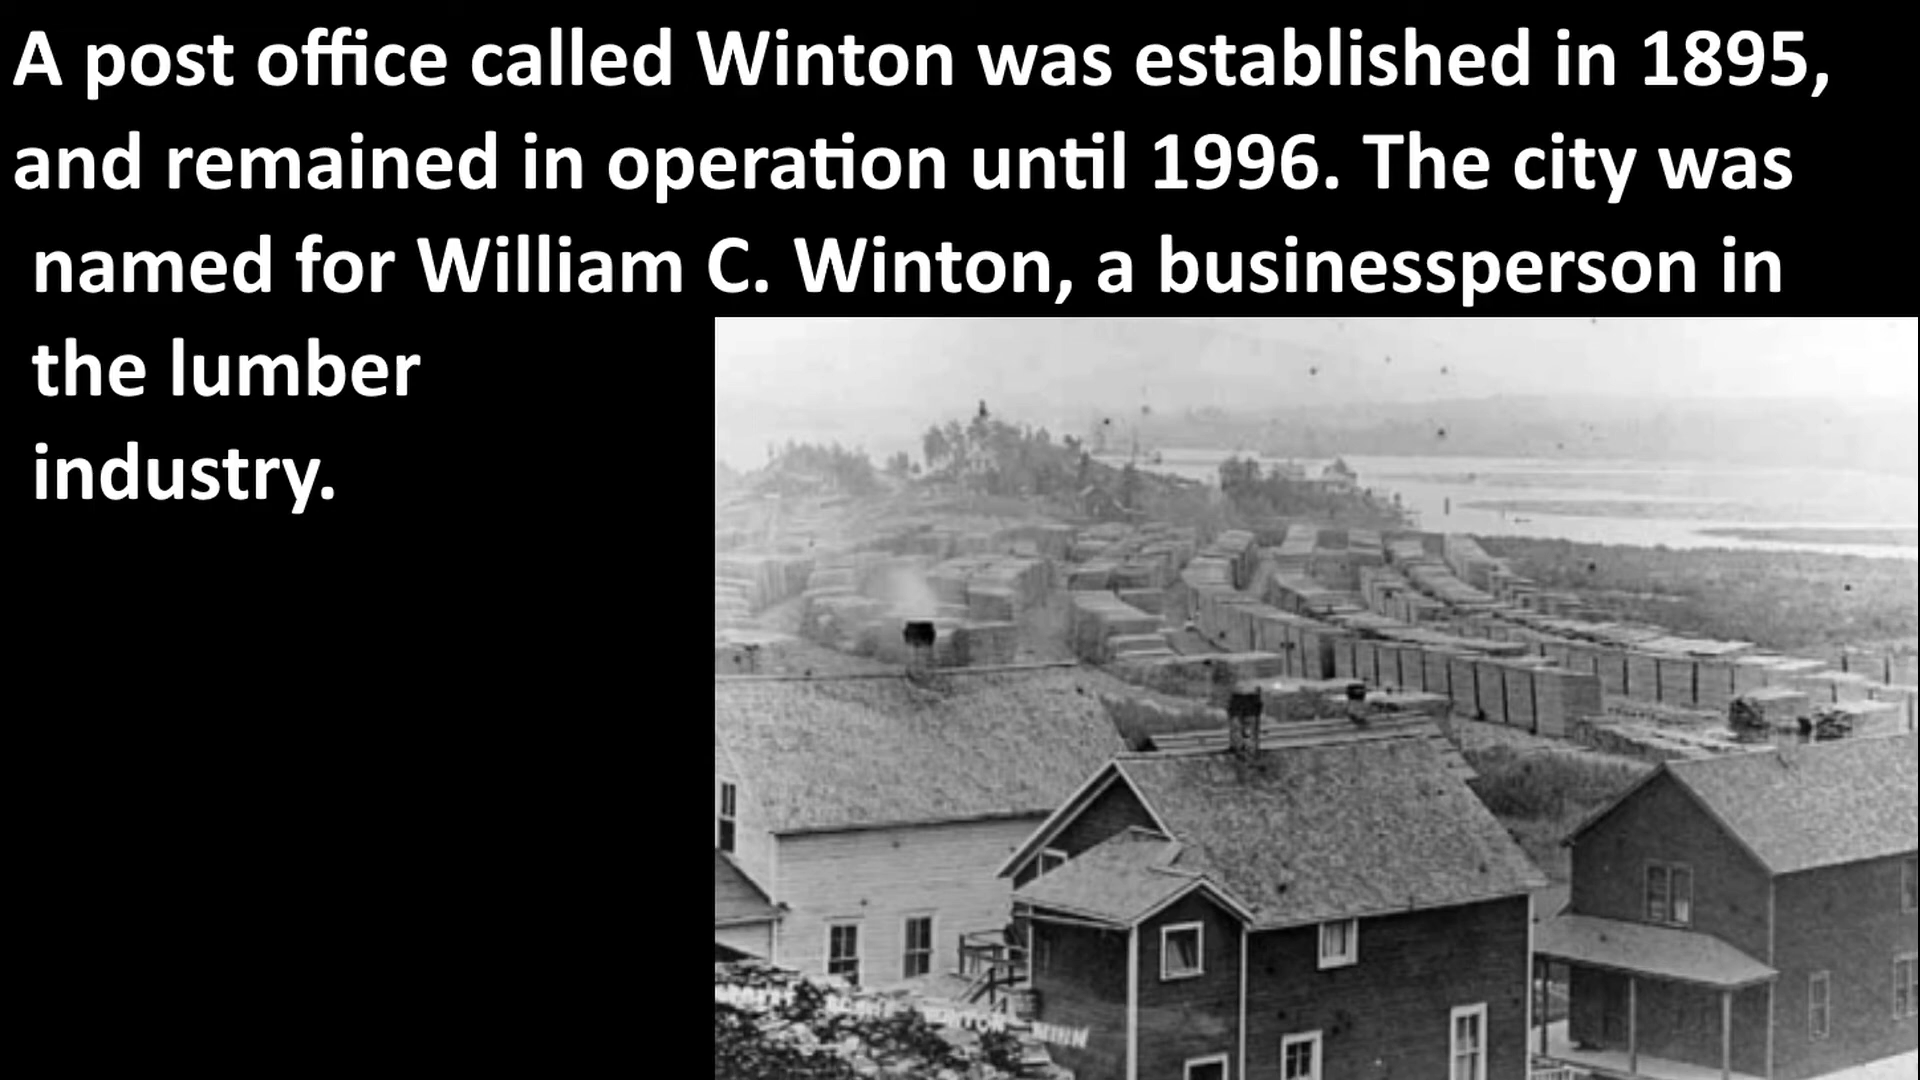 A post office called Winton was established in 1895,
and remained in operation until 1996. The city was
named for William C. Winton, a businessperson in
the lumber
industry.
MINN